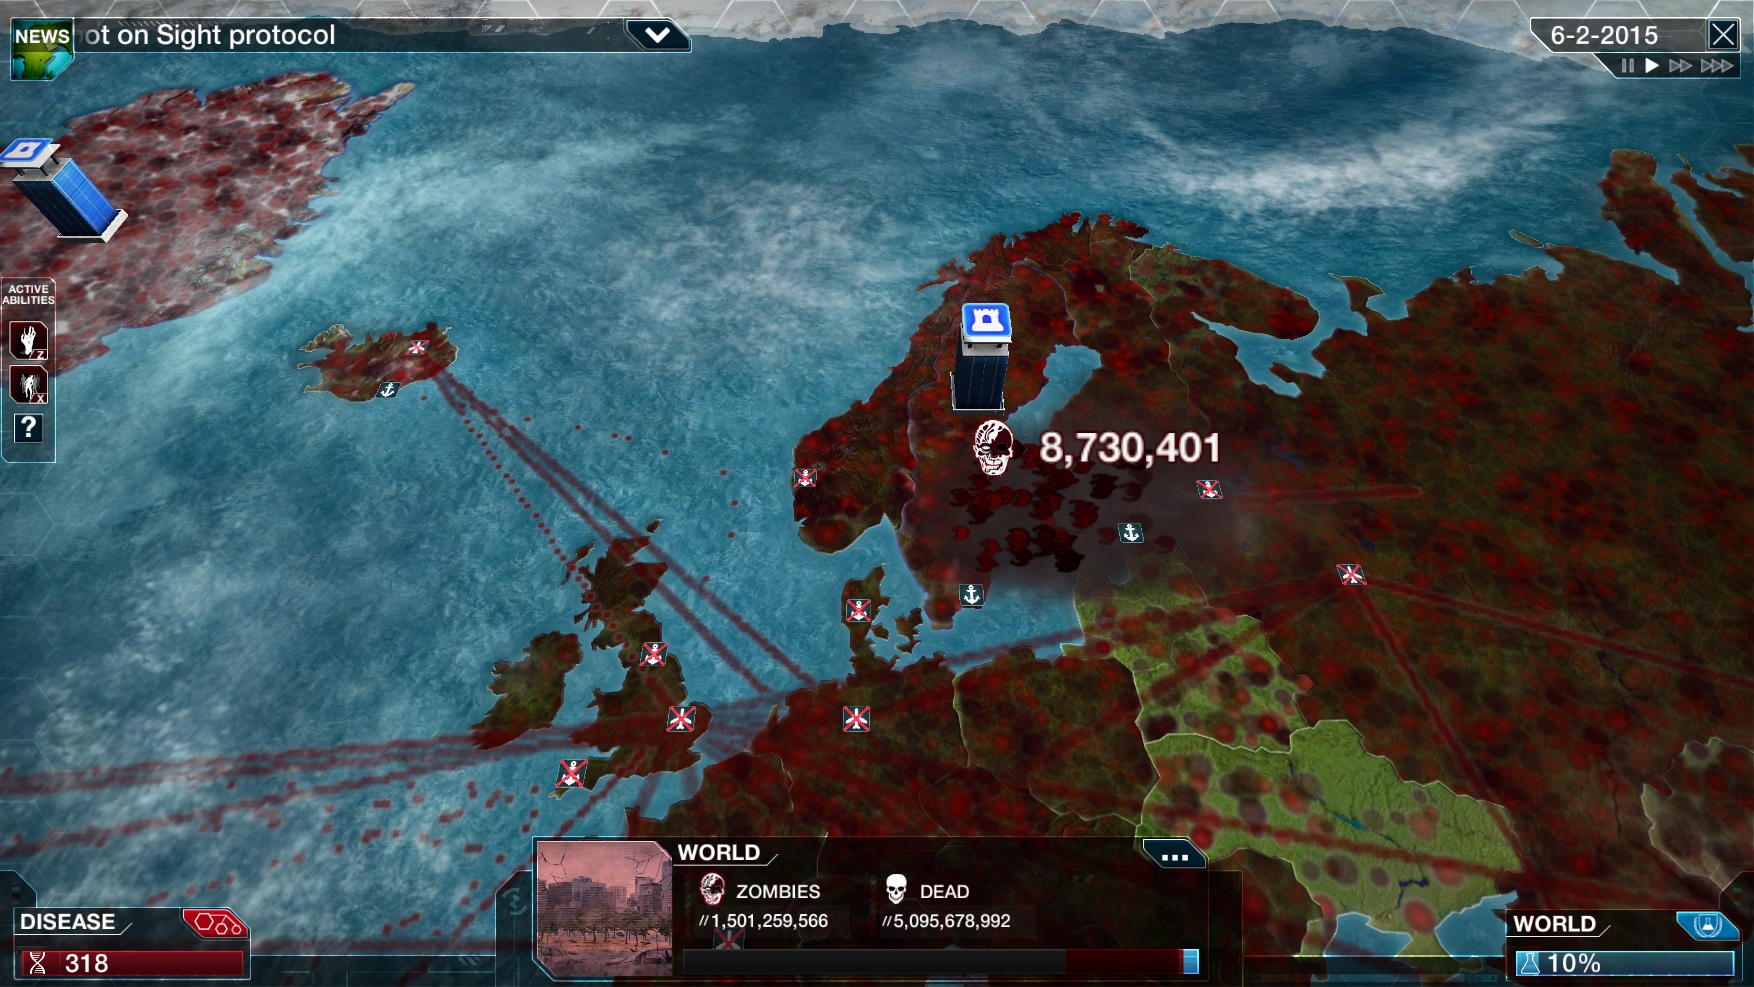 NEWS
ot on Sight protocol
6-2-2015
ACTIVE
ABILITIES
Z
X
?
8,730,401
WORLD
ZOMBIES
DEAD
//1,501,259,566
//5,095,678,992
DISEASE
318
WORLD
10%